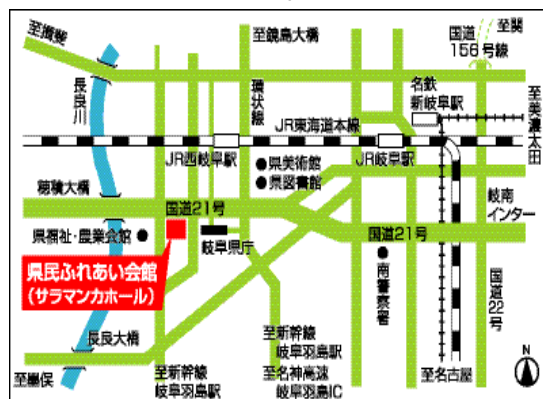 至関
国道
156号線
至揖斐
至鏡島大橋
長良川
環状線
名鉄
新岐阜駅
至美濃太田
JR東海道本線
JR西岐阜駅
JR岐阜駅
県美術館
県図書館
穂積大橋
国道21号
岐南
インター
県福祉・農業会館
岐阜県庁
国道21号
県民ふれあい会館
(サラマンカホール)
南警察署
国道22号
長良大橋
至墨俣
至新幹線
岐阜羽島駅
至新幹線
岐阜羽島駅
至名神高速
岐阜羽島IC
至名古屋
N